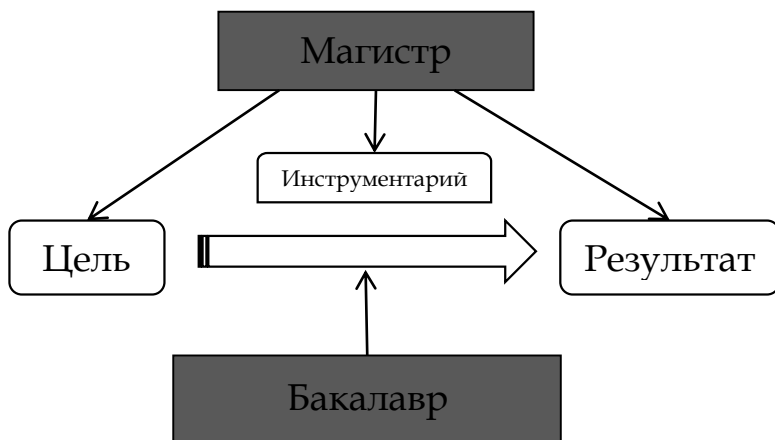 Магистр
Инструментарий
Цель
Результат
Бакалавр